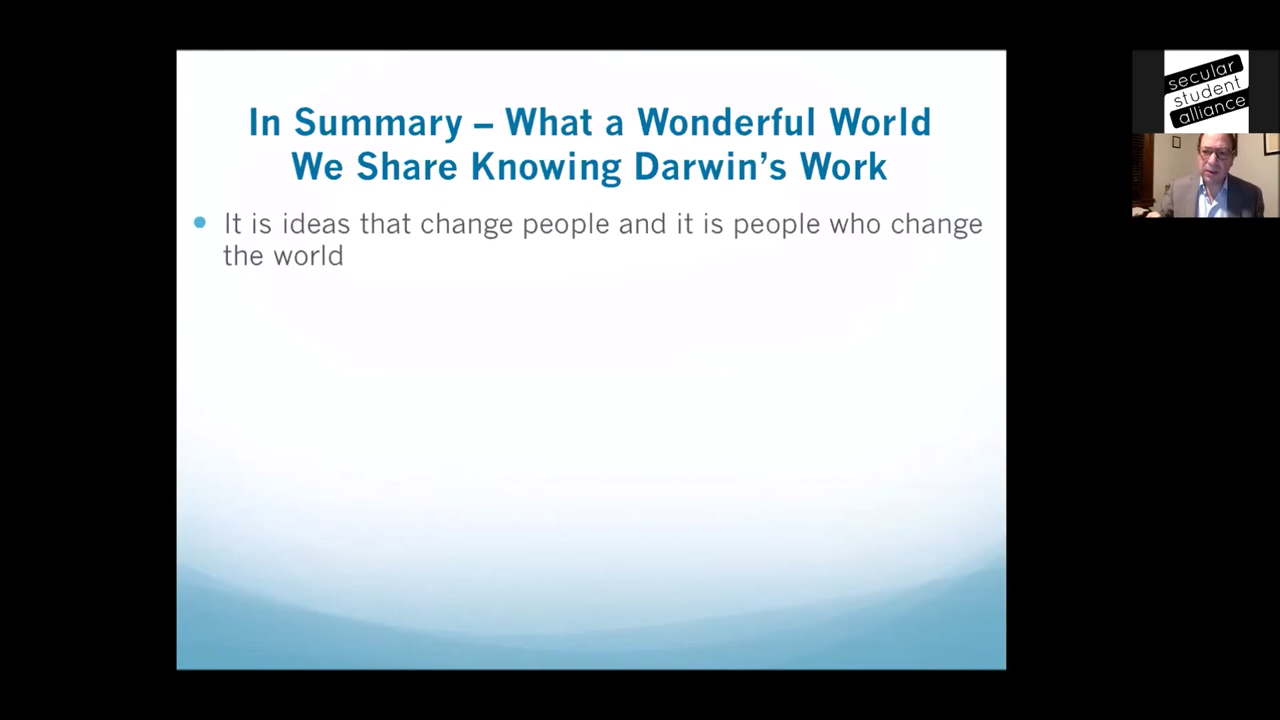 In Summary – What a Wonderful World
We Share Knowing Darwin’s Work
• It is ideas that change people and it is people who change
the world
secular
student
alliance